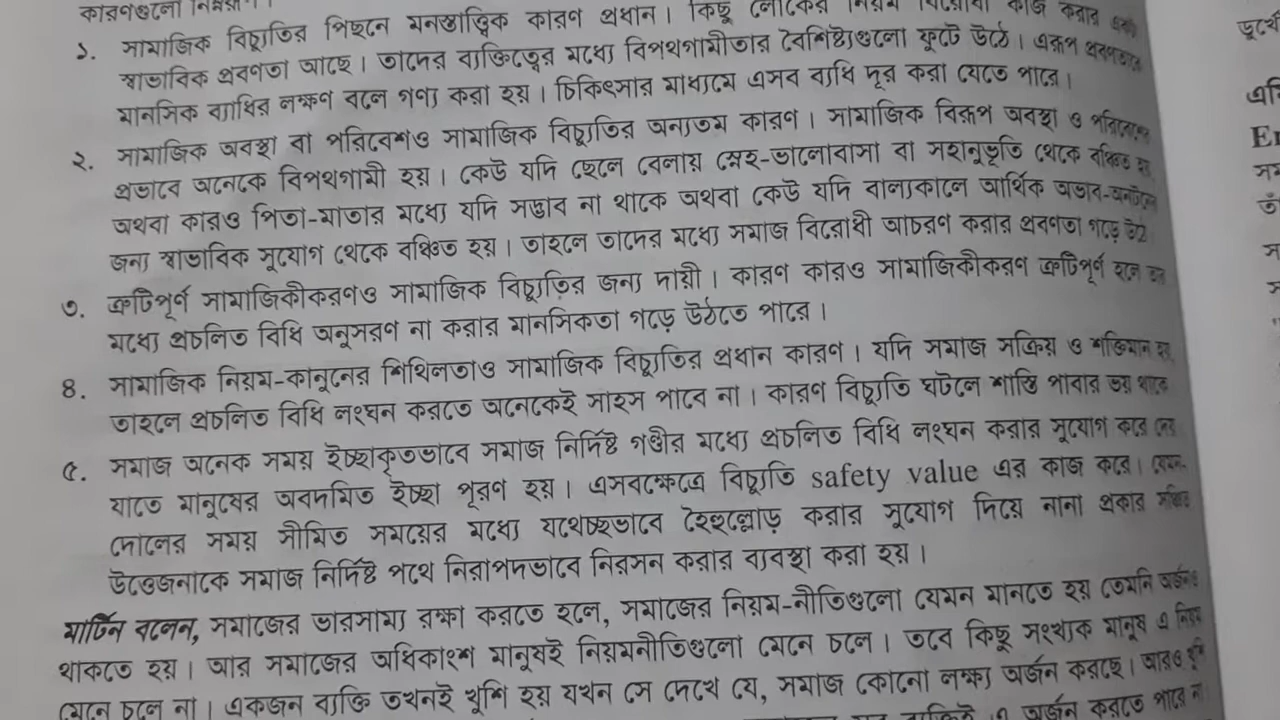 কারণগুলো নিম্নরূপ।
১. সামাজিক বিচ্যুতির পিছনে মনস্তাত্ত্বিক কারণ প্রধান। কিছু লোকের নিয়ম বিরোধী কাজ করার
স্বাভাবিক প্রবণতা আছে। তাদের ব্যক্তিত্বের মধ্যে বিপথগামীতার বৈশিষ্ট্যগুলো ফুটে উঠে। এরূপ প্রবণতাকে
মানসিক ব্যাধির লক্ষণ বলে গণ্য করা হয়। চিকিৎসার মাধ্যমে এসব ব্যধি দূর করা যেতে পারে।
২. সামাজিক অবস্থা বা পরিবেশও সামাজিক বিচ্যুতির অন্যতম কারণ। সামাজিক বিরূপ অবস্থা ও পরিবেশের
প্রভাবে অনেকে বিপথগামী হয়। কেউ যদি ছেলে বেলায় স্নেহ-ভালোবাসা বা সহানুভূতি থেকে বঞ্চিত হয়
অথবা কারও পিতা-মাতার মধ্যে যদি সদ্ভাব না থাকে অথবা কেউ যদি বাল্যকালে আর্থিক অভাব-অনটনের
জন্য স্বাভাবিক সুযোগ থেকে বঞ্চিত হয়। তাহলে তাদের মধ্যে সমাজ বিরোধী আচরণ করার প্রবণতা গড়ে উঠে
৩. ত্রুটিপূর্ণ সামাজিকীকরণও সামাজিক বিচ্যুতির জন্য দায়ী। কারণ কারও সামাজিকীকরণ ত্রুটিপূর্ণ হলে তার
মধ্যে প্রচলিত বিধি অনুসরণ না করার মানসিকতা গড়ে উঠতে পারে।
৪. সামাজিক নিয়ম-কানুনের শিথিলতাও সামাজিক বিচ্যুতির প্রধান কারণ। যদি সমাজ সক্রিয় ও শক্তিমান হয়
তাহলে প্রচলিত বিধি লংঘন করতে অনেকেই সাহস পাবে না। কারণ বিচ্যুতি ঘটলে শাস্তি পাবার ভয় থাকে
৫. সমাজ অনেক সময় ইচ্ছাকৃতভাবে সমাজ নির্দিষ্ট গণ্ডীর মধ্যে প্রচলিত বিধি লংঘন করার সুযোগ করে দেয়
যাতে মানুষের অবদমিত ইচ্ছা পূরণ হয়। এসবক্ষেত্রে বিচ্যুতি safety value এর কাজ করে। যেমন-
দোলের সময় সীমিত সময়ের মধ্যে যথেচ্ছভাবে হৈহুল্লোড় করার সুযোগ দিয়ে নানা প্রকার সঞ্চিত
উত্তেজনাকে সমাজ নির্দিষ্ট পথে নিরাপদভাবে নিরসন করার ব্যবস্থা করা হয়।
মার্টিন বলেন, সমাজের ভারসাম্য রক্ষা করতে হলে, সমাজের নিয়ম-নীতিগুলো যেমন মানতে হয় তেমনি অর্জনও
থাকতে হয়। আর সমাজের অধিকাংশ মানুষই নিয়মনীতিগুলো মেনে চলে। তবে কিছু সংখ্যক মানুষ এ নিয়ম
মেনে চলে না। একজন ব্যক্তি তখনই খুশি হয় যখন সে দেখে যে, সমাজ কোনো লক্ষ্য অর্জন করছে। আরও খুশি
অর্জন করতে পারে না